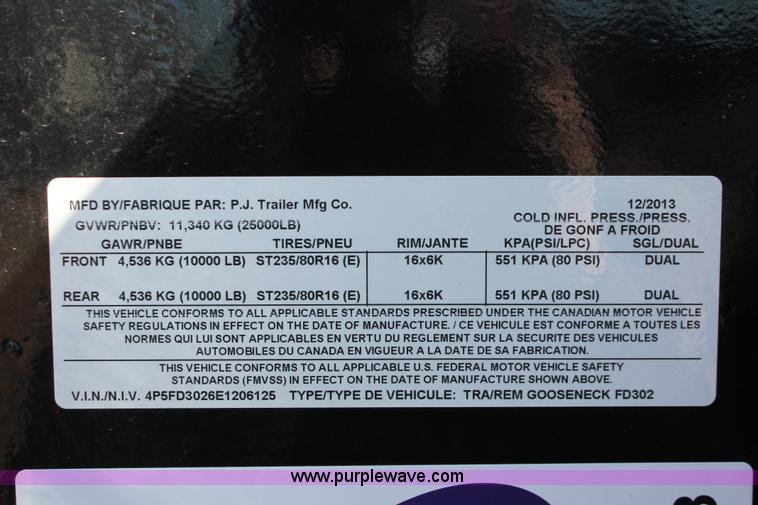 MFD BY/FABRIQUE PAR: P.J. Trailer Mfg Co. 12/2013
GVWR/PNBV: 11,340 KG (25000LB) COLD INFL. PRESS./PRESS.
DE GONF A FROID
GAWR/PNBE TIRES/PNEU RIM/JANTE KPA(PSI/LPC) SGL/DUAL
FRONT 4,536 KG (10000 LB) ST235/80R16 (E) 16x6K 551 KPA (80 PSI) DUAL
REAR 4,536 KG (10000 LB) ST235/80R16 (E) 16x6K 551 KPA (80 PSI) DUAL
THIS VEHICLE CONFORMS TO ALL APPLICABLE STANDARDS PRESCRIBED UNDER THE CANADIAN MOTOR VEHICLE
SAFETY REGULATIONS IN EFFECT ON THE DATE OF MANUFACTURE. / CE VEHICULE EST CONFORME A TOUTES LES
NORMES QUI LUI SONT APPLICABLES EN VERTU DU REGLEMENT SUR LA SECURITE DES VEHICULES
AUTOMOBILES DU CANADA EN VIGUEUR A LA DATE DE SA FABRICATION.
THIS VEHICLE CONFORMS TO ALL APPLICABLE U.S. FEDERAL MOTOR VEHICLE SAFETY
STANDARDS (FMVSS) IN EFFECT ON THE DATE OF MANUFACTURE SHOWN ABOVE.
V.I.N./N.I.V. 4P5FD3026E1206125 TYPE/TYPE DE VEHICULE: TRA/REM GOOSENECK FD302
www.purplewave.com